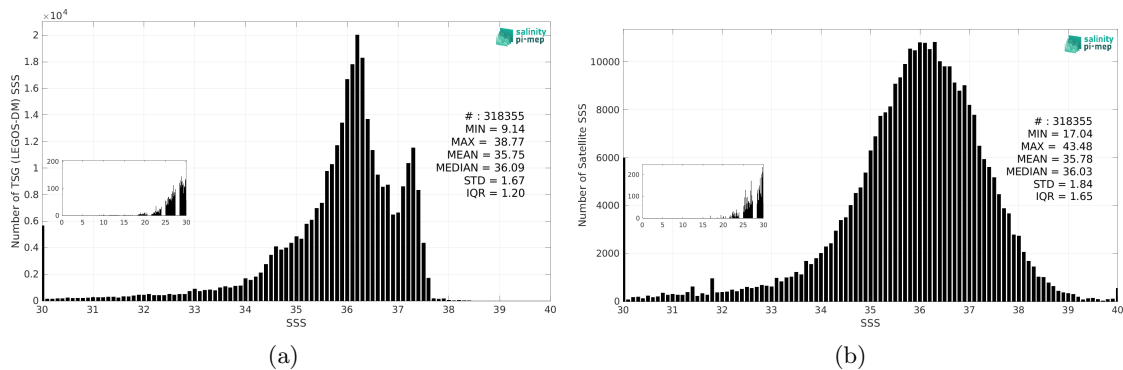 ×10⁴
2
1.8
1.6
1.4
1.2
1
0.8
0.6
0.4
0.2
0
Number of TSG (LEGOS-DM) SSS
salinity
pi-mep
# : 318355
MIN = 9.14
MAX = 38.77
MEAN = 35.75
MEDIAN = 36.09
STD = 1.67
IQR = 1.20
200
100
0
0 5 10 15 20 25 30
30 31 32 33 34 35 36 37 38 39 40
SSS
(a)
10000
8000
6000
4000
2000
0
Number of Satellite SSS
salinity
pi-mep
# : 318355
MIN = 17.04
MAX = 43.48
MEAN = 35.78
MEDIAN = 36.03
STD = 1.84
IQR = 1.65
200
100
0
0 5 10 15 20 25 30
30 31 32 33 34 35 36 37 38 39 40
SSS
(b)